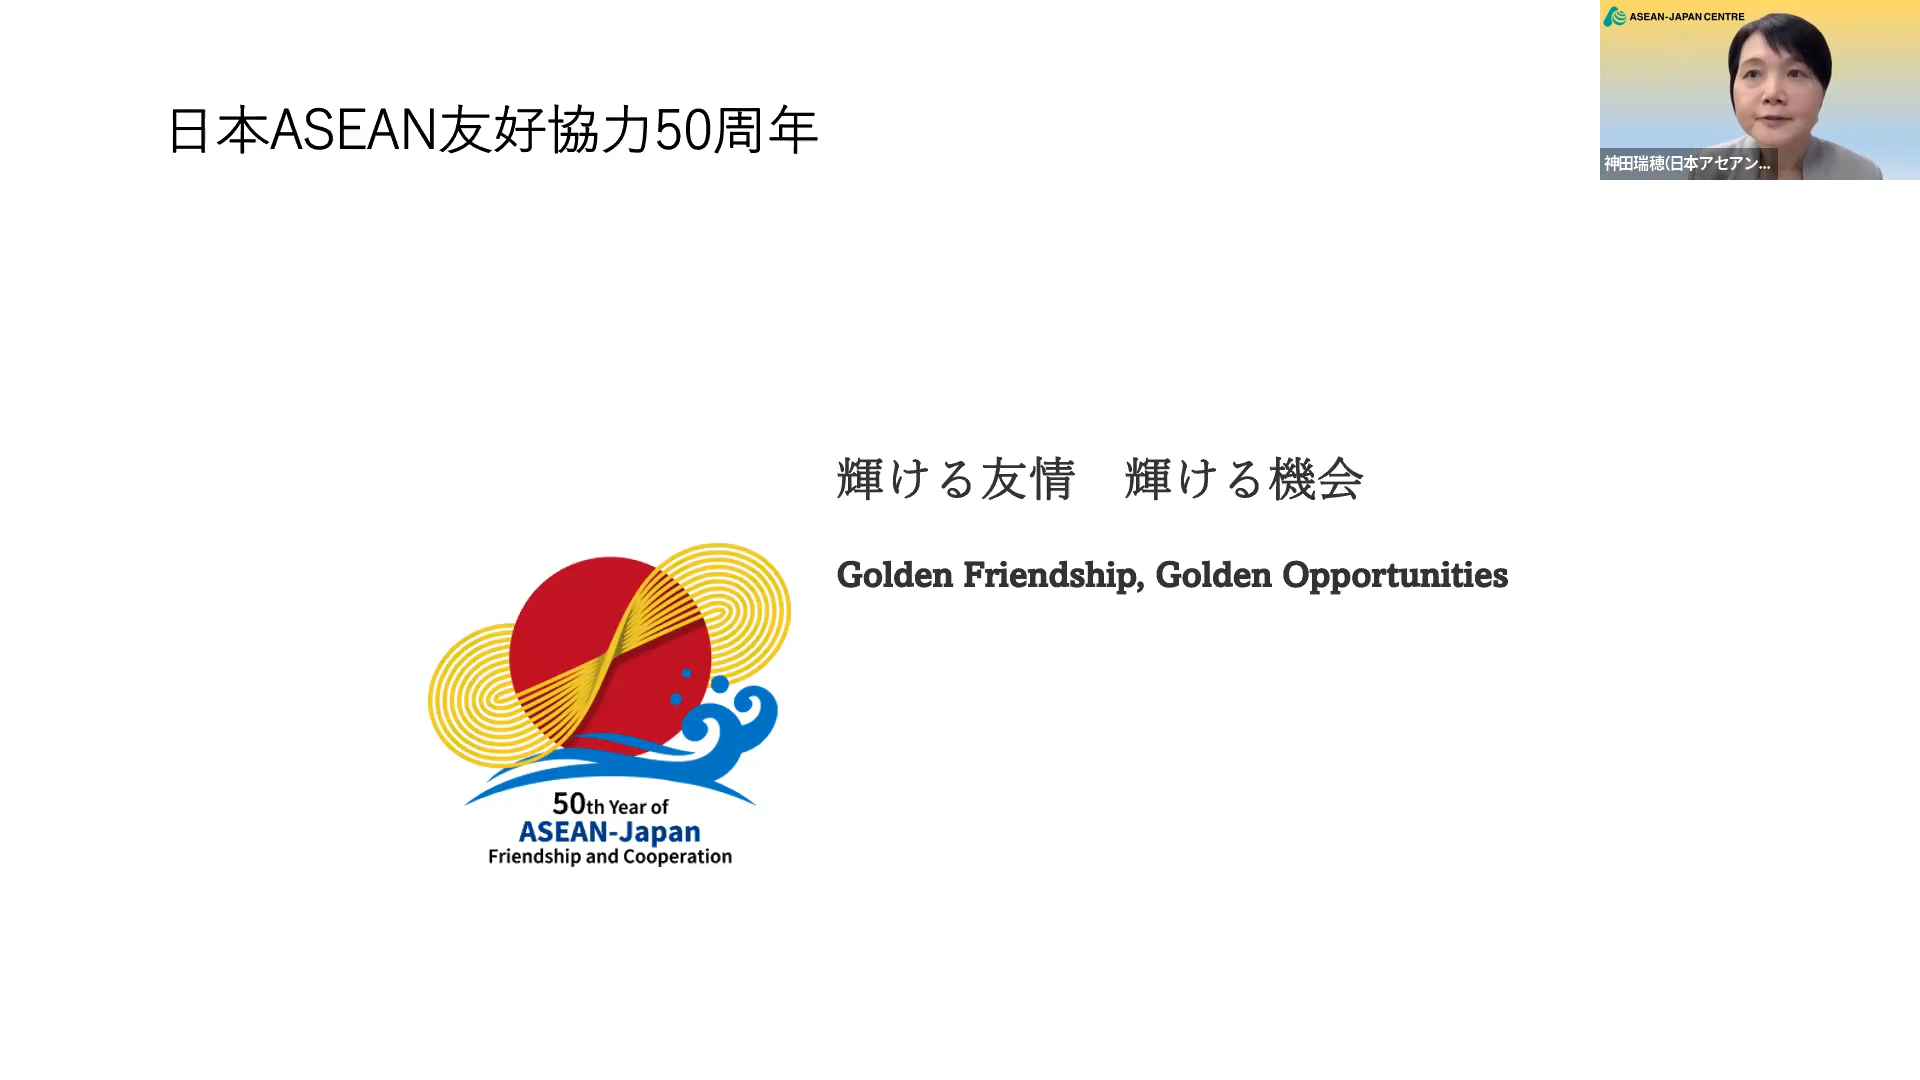 日本ASEAN友好協力50周年
ASEAN-JAPAN CENTRE
神田瑞穂(日本アセアン...
輝ける友情　輝ける機会
Golden Friendship, Golden Opportunities
50th Year of
ASEAN-Japan
Friendship and Cooperation